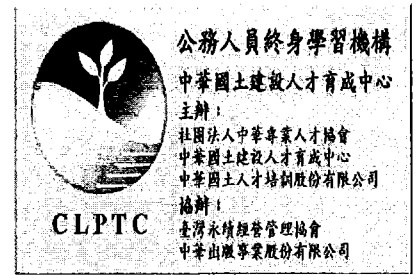 公務人員終身學習機構
中華國土建設人才育成中心
主辦：
社團法人中華專業人才協會
中華國土建設人才育成中心
中華國土人才培訓股份有限公司
協辦：
臺灣永續經營管理協會
中華出版事業股份有限公司
CLPTC